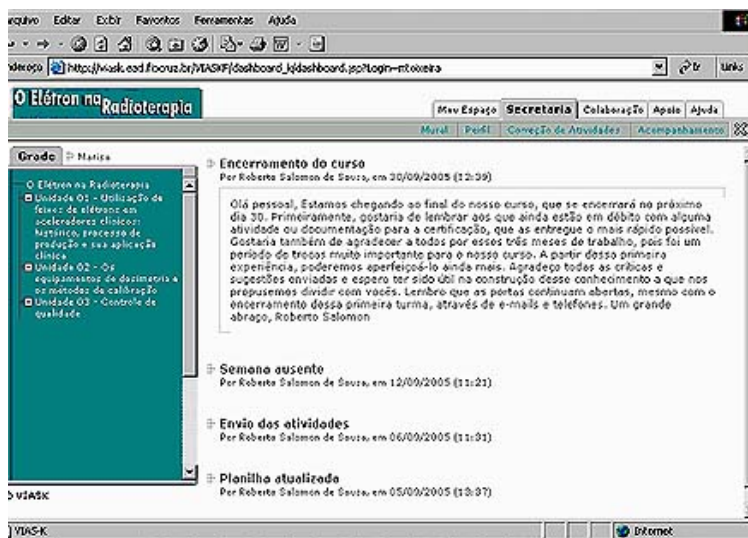 Editar Exibir Favoritos Ferramentas Ajuda
http://viask.ead.fiocruz.br/VIASKF/dashboard_iq/dashboard.jsp?Login=
Ir Links
O Elétron na Radioterapia
Meu Espaço Secretaria Colaboração Apoio Ajuda
Mural Perfil Correção de Atividades Acompanhamento
Grade
O Elétron na Radioterapia
Unidade 01 - Utilização de
feixes de elétrons em
aceleradores clínicos:
histórico, processo de
produção e sua aplicação
clínica
Unidade 02 - Os
equipamentos de dosimetria e
os métodos de calibração
Unidade 03 - Controle de
qualidade
VIASK
Encerramento do curso
Por Roberto Salomon de Souza, em 20/09/2005 (12:39)
Olá pessoal, Estamos chegando ao final do nosso curso, que se encerrará no próximo
dia 30. Primeiramente, gostaria de lembrar aos que ainda estão em débito com alguma
atividade ou documentação para a certificação, que as entregue o mais rápido possível.
Gostaria também de agradecer a todos por esses três meses de trabalho, pois foi um
período de trocas muito importante para o nosso curso. A partir dessa primeira
experiência, poderemos aperfeiçoá-lo ainda mais. Agradeço todas as críticas e
sugestões enviadas e espero ter sido útil na construção desse conhecimento a que nos
propusemos dividir com vocês. Lembro que as portas continuam abertas, mesmo com o
encerramento dessa primeira turma, através de e-mails e telefones. Um grande
abraço, Roberto Salomon
Semana ausente
Por Roberto Salomon de Souza, em 12/09/2005 (11:21)
Envio das atividades
Por Roberto Salomon de Souza, em 06/09/2005 (11:31)
Planilha atualizada
Por Roberto Salomon de Souza, em 05/09/2005 (13:37)
VIAS-K
Internet